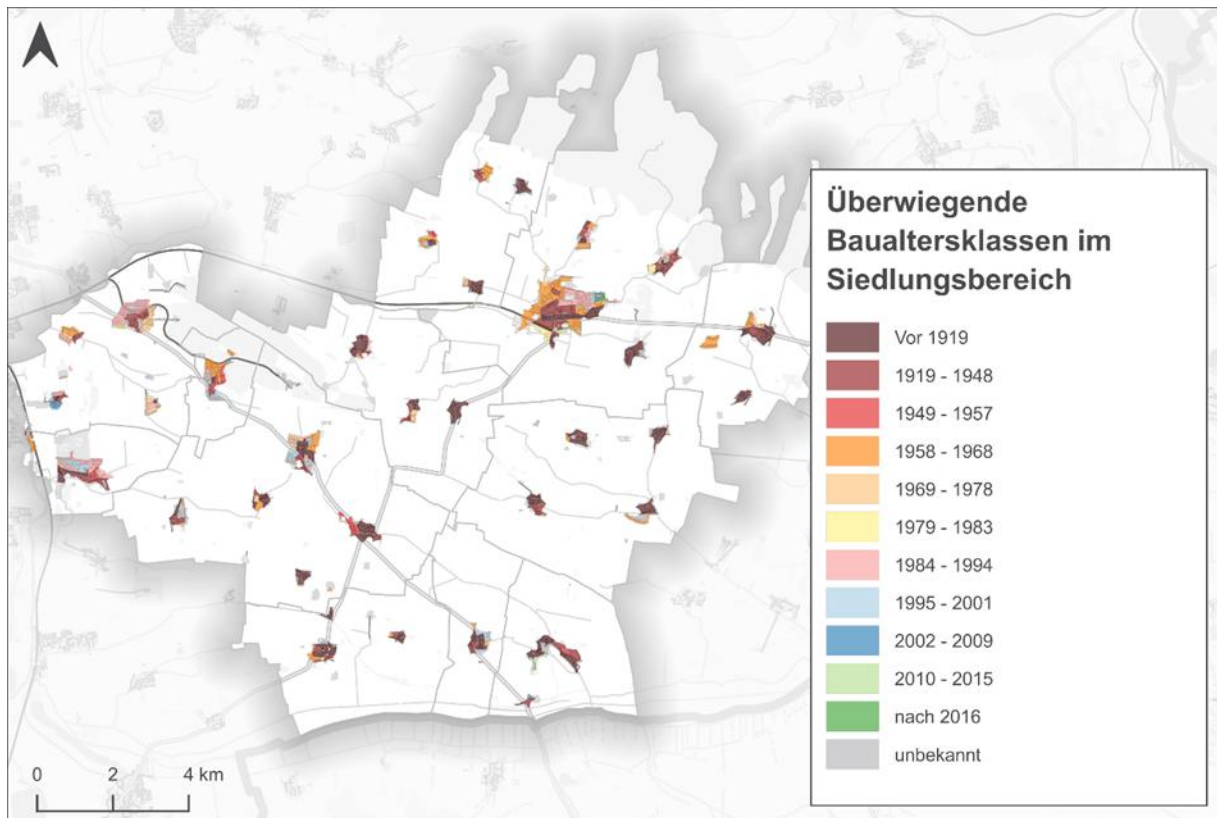 Überwiegende
Baualtersklassen im
Siedlungsbereich
Vor 1919
1919 - 1948
1949 - 1957
1958 - 1968
1969 - 1978
1979 - 1983
1984 - 1994
1995 - 2001
2002 - 2009
2010 - 2015
nach 2016
unbekannt
0 2 4 km